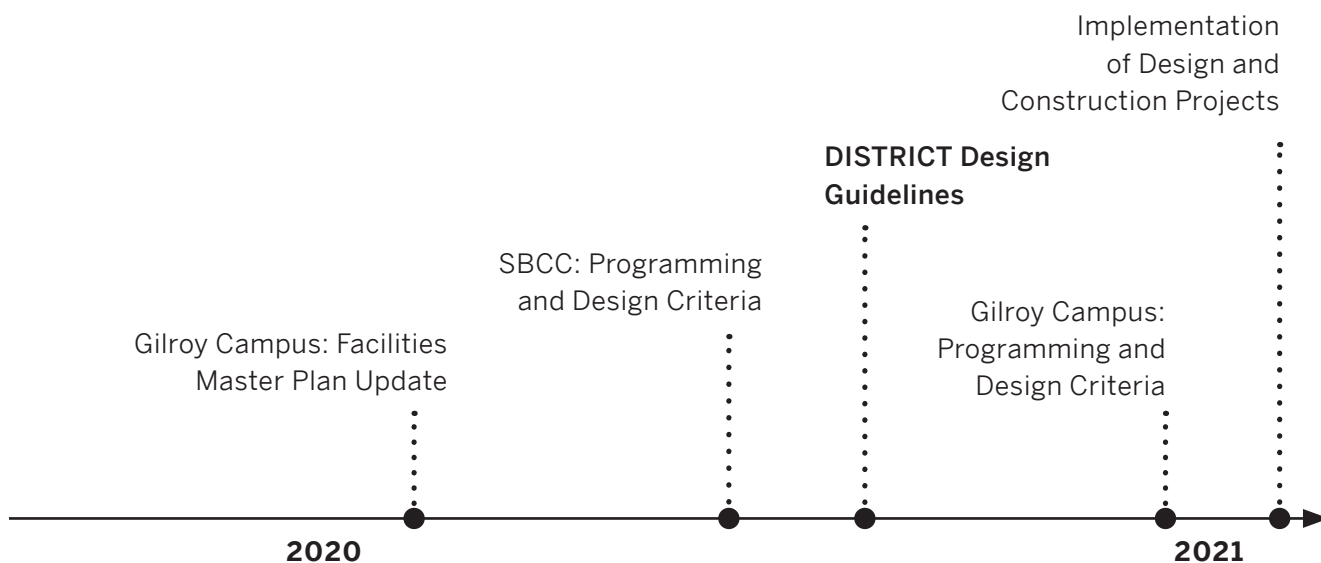 Implementation
of Design and
Construction Projects
DISTRICT Design
Guidelines
SBCC: Programming
and Design Criteria
Gilroy Campus:
Programming and
Design Criteria
Gilroy Campus: Facilities
Master Plan Update
2020
2021